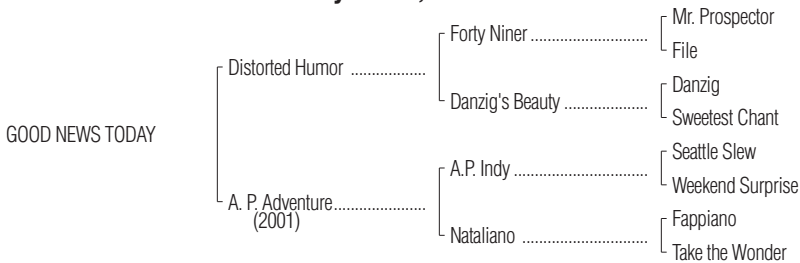 Mr. Prospector
Forty Niner ..............................
File
Distorted Humor ..................
Danzig
Danzig's Beauty .....................
Sweetest Chant
GOOD NEWS TODAY
Seattle Slew
A.P. Indy ..................................
Weekend Surprise
A. P. Adventure......................
(2001)
Fappiano
Nataliano ................................
Take the Wonder